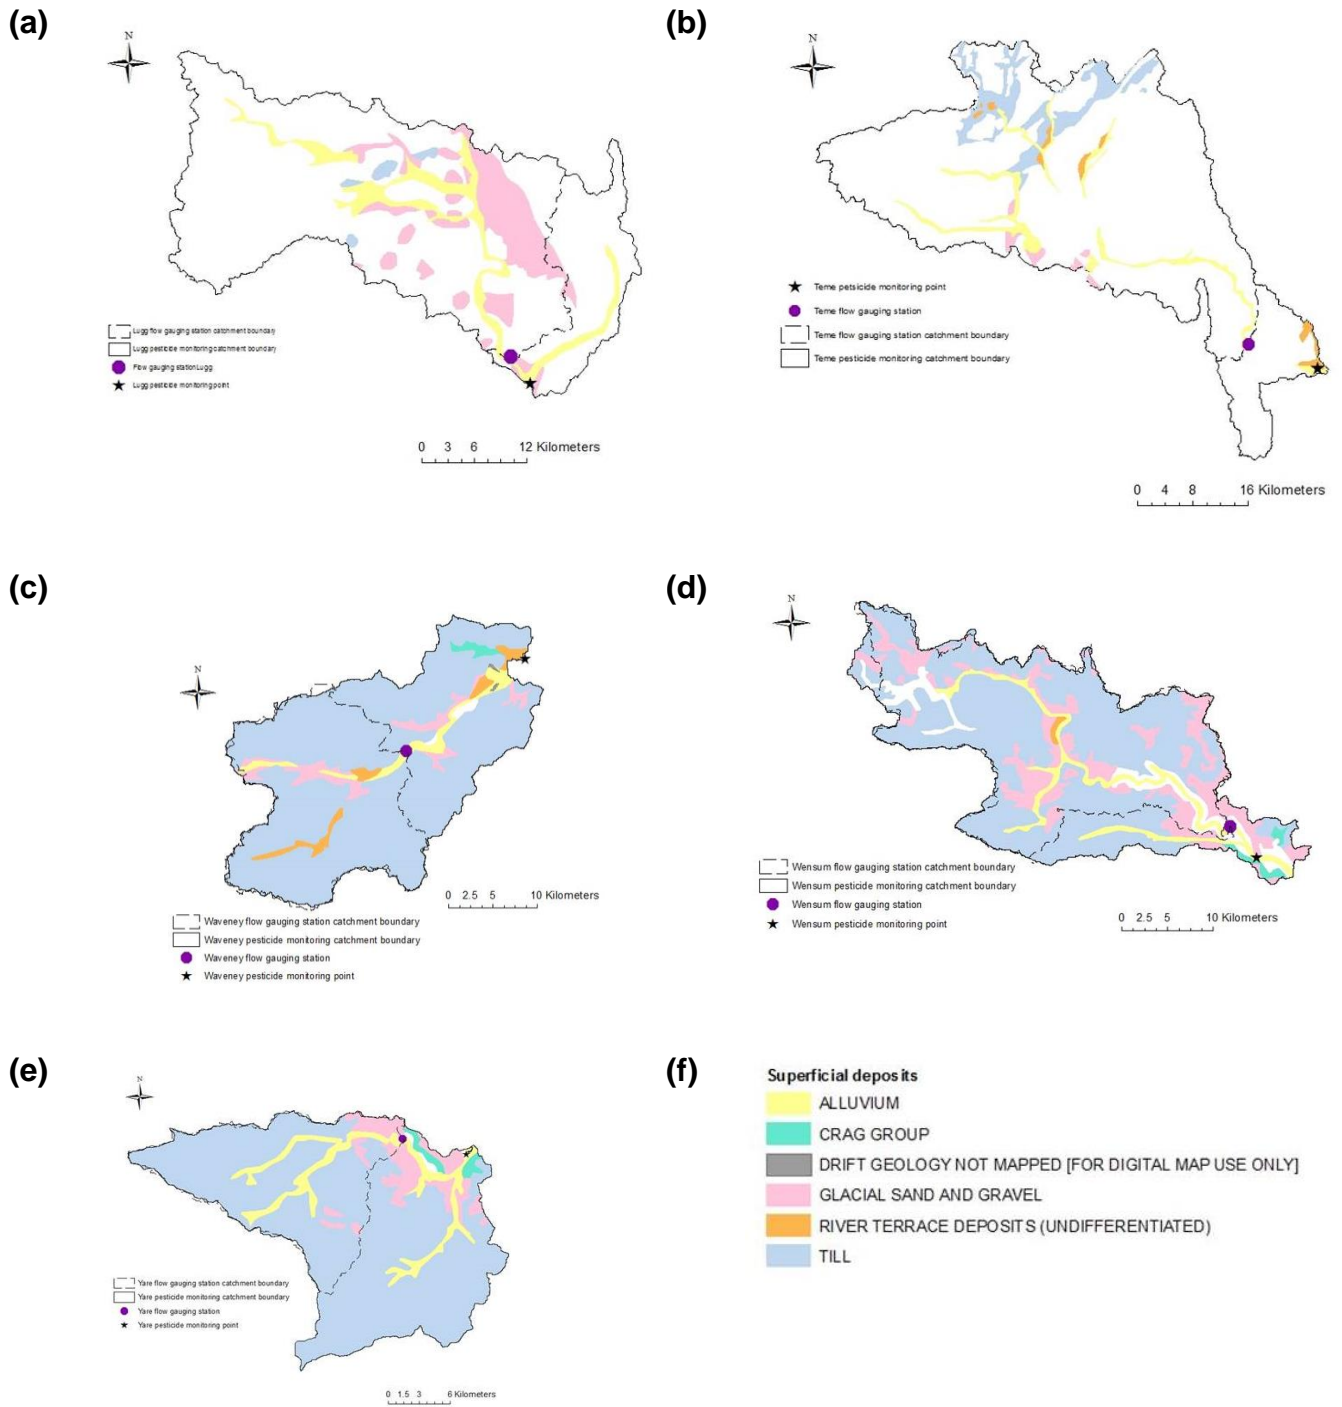 (a)
N
Lugg flow gauging station catchment boundary
Lugg pesticide monitoring catchment boundary
Flow gauging stationLugg
Lugg pesticide monitoring point
0 3 6 12 Kilometers
(b)
N
Teme petsicide monitoring point
Teme flow gauging station
Teme flow gauging station catchment boundary
Teme pesticide monitoring catchment boundary
0 4 8 16 Kilometers
(c)
N
0 2.5 5 10 Kilometers
Waveney flow gauging station catchment boundary
Waveney pesticide monitoring catchment boundary
Waveney flow gauging station
Waveney pesticide monitoring point
(d)
N
Wensum flow gauging station catchment boundary
Wensum pesticide monitoring catchment boundary
Wensum flow gauging station
Wensum pesticide monitoring point
0 2.5 5 10 Kilometers
(e)
N
Yare flow gauging station catchment boundary
Yare pesticide monitoring catchment boundary
Yare flow gauging station
Yare pesticide monitoring point
0 1.5 3 6 Kilometers
(f)
Superficial deposits
ALLUVIUM
CRAG GROUP
DRIFT GEOLOGY NOT MAPPED [FOR DIGITAL MAP USE ONLY]
GLACIAL SAND AND GRAVEL
RIVER TERRACE DEPOSITS (UNDIFFERENTIATED)
TILL